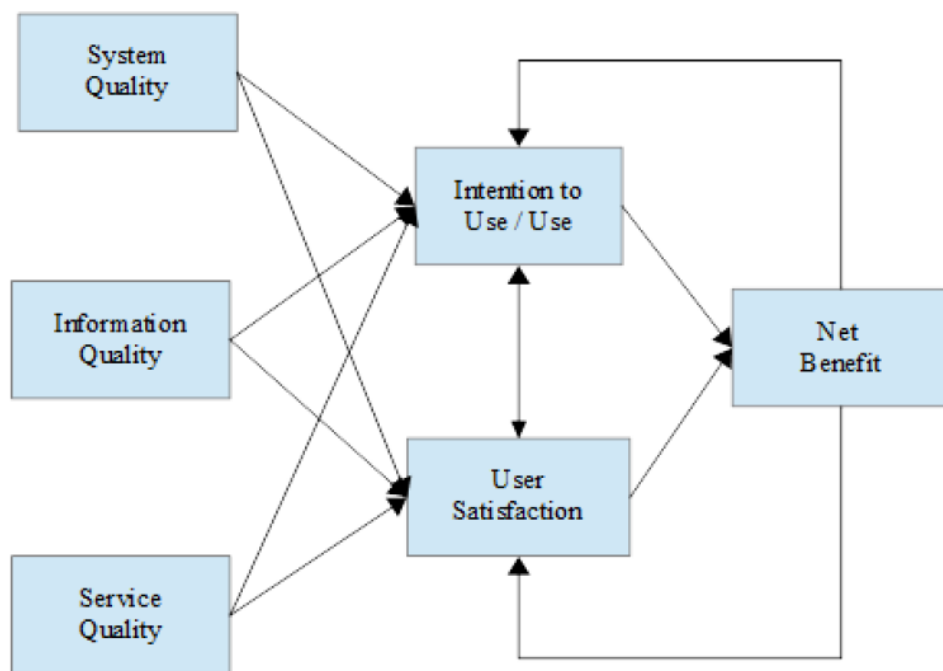 System
Quality
Intention to
Use / Use
Information
Quality
Net
Benefit
User
Satisfaction
Service
Quality